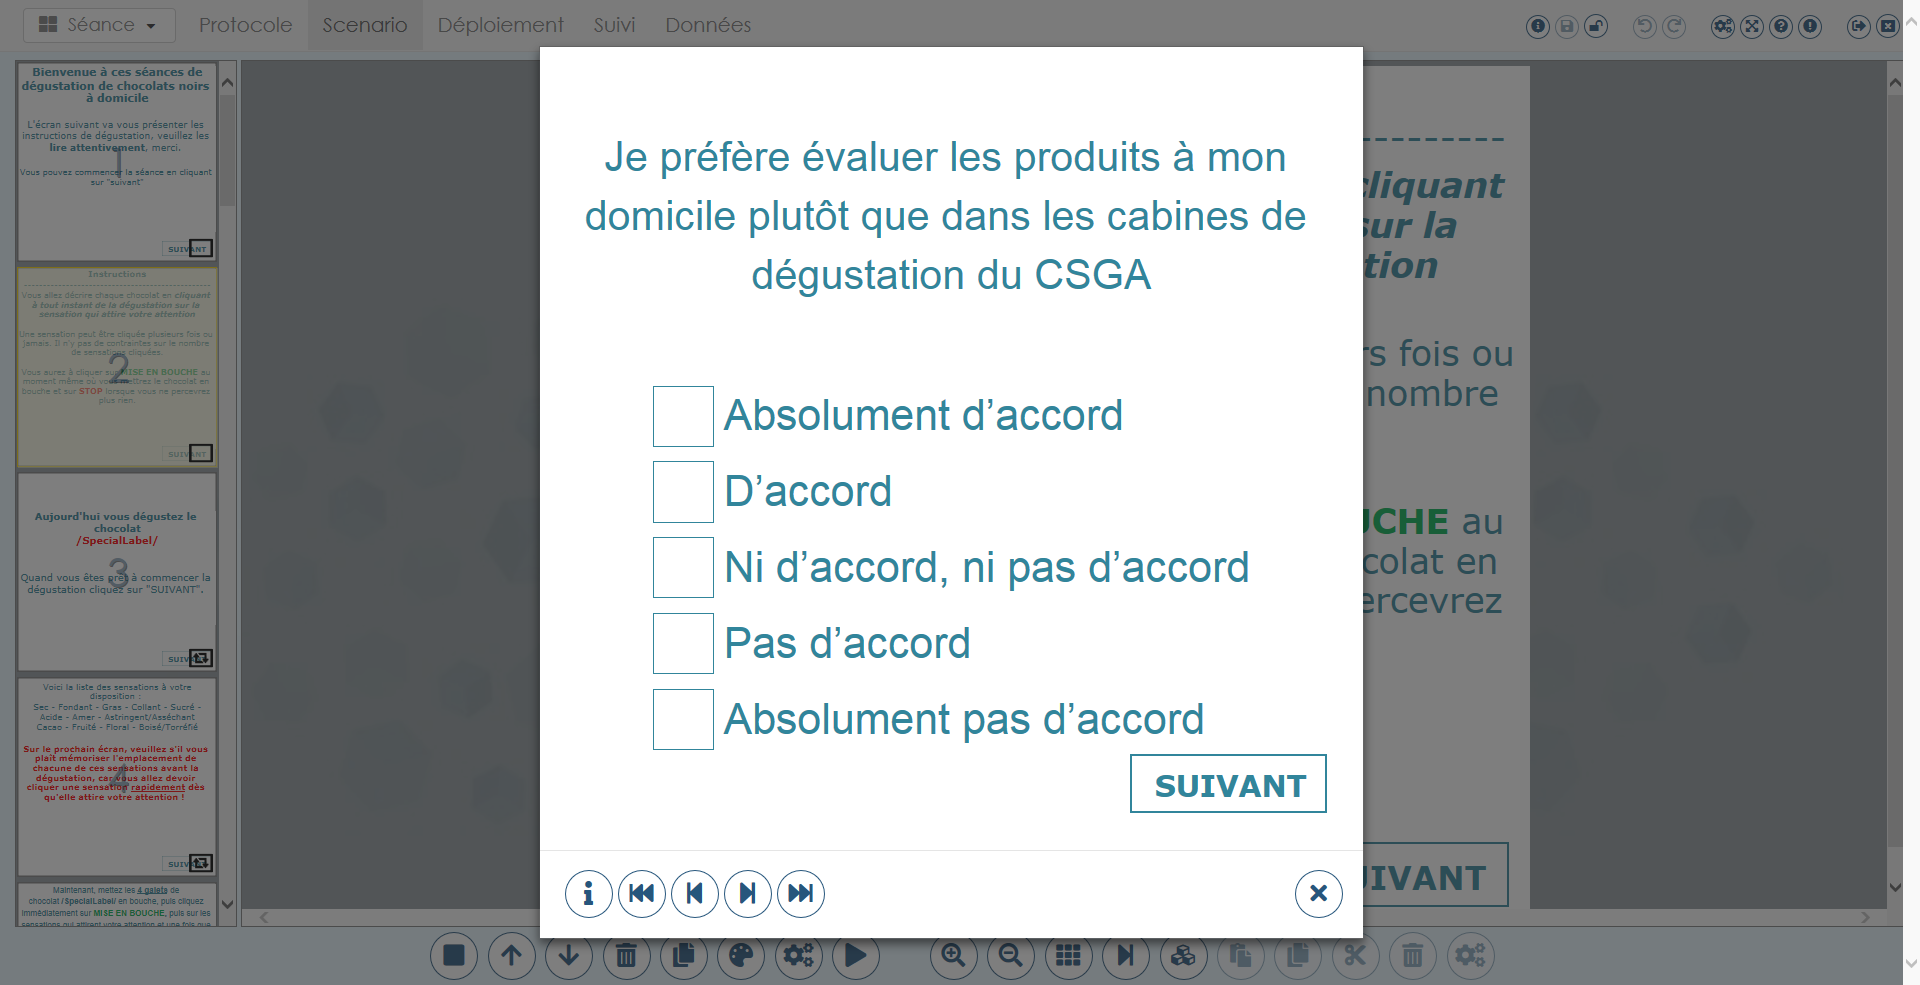 Séance
Protocole
Scenario
Déploiement
Suivi
Données
Bienvenue à ces séances de
dégustation de chocolats noirs
à domicile
L'écran suivant va vous présenter les
instructions de dégustation, veuillez les
lire attentivement, merci.
1
Vous pouvez commencer la séance en cliquant
sur "suivant"
SUIVANT
Instructions
Vous allez décrire chaque chocolat en cliquant
à tout instant de la dégustation sur la
sensation qui attire votre attention
Une sensation peut être cliquée plusieurs fois ou
jamais. Il n'y pas de contraintes sur le nombre
de sensations cliquées.
2
Vous aurez à cliquer sur MISE EN BOUCHE au
moment même où vous mettrez le chocolat en
bouche et sur STOP lorsque vous ne percevrez
plus rien.
SUIVANT
Aujourd'hui vous dégustez le
chocolat
/SpecialLabel/
3
Quand vous êtes prêt à commencer la
dégustation cliquez sur "SUIVANT".
SUIVANT
Voici la liste des sensations à votre
disposition :
Sec - Fondant - Gras - Collant - Sucré -
Acide - Amer - Astringent/Asséchant
Cacao - Fruité - Floral - Boisé/Torréfié
Sur le prochain écran, veuillez s'il vous
plaît mémoriser l'emplacement de
chacune de ces sensations avant la
dégustation, car vous allez devoir
cliquer une sensation rapidement dès
qu'elle attire votre attention !
4
SUIVANT
Maintenant, mettez les 4 galets de
chocolat /SpecialLabel/ en bouche, puis cliquez
immédiatement sur MISE EN BOUCHE, puis sur les
sensations qui attirent votre attention et une fois que
Je préfère évaluer les produits à mon
domicile plutôt que dans les cabines de
dégustation du CSGA
Absolument d’accord
D’accord
Ni d’accord, ni pas d’accord
Pas d’accord
Absolument pas d’accord
SUIVANT
cliquant
sur la
tion
rs fois ou
nombre
UCHE au
colat en
ercevrez
UIVANT